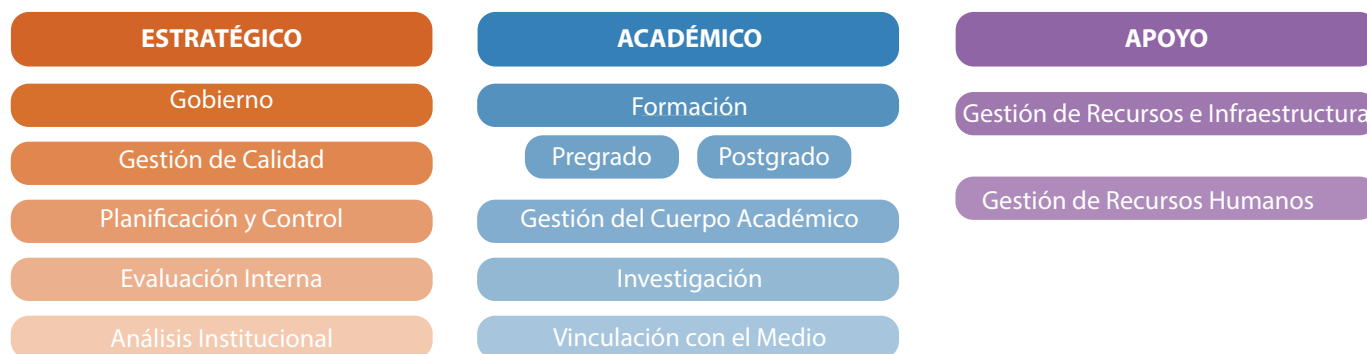 ESTRATÉGICO
Gobierno
Gestión de Calidad
Planificación y Control
Evaluación Interna
Análisis Institucional
ACADÉMICO
Formación
Pregrado
Postgrado
Gestión del Cuerpo Académico
Investigación
Vinculación con el Medio
APOYO
Gestión de Recursos e Infraestructura
Gestión de Recursos Humanos